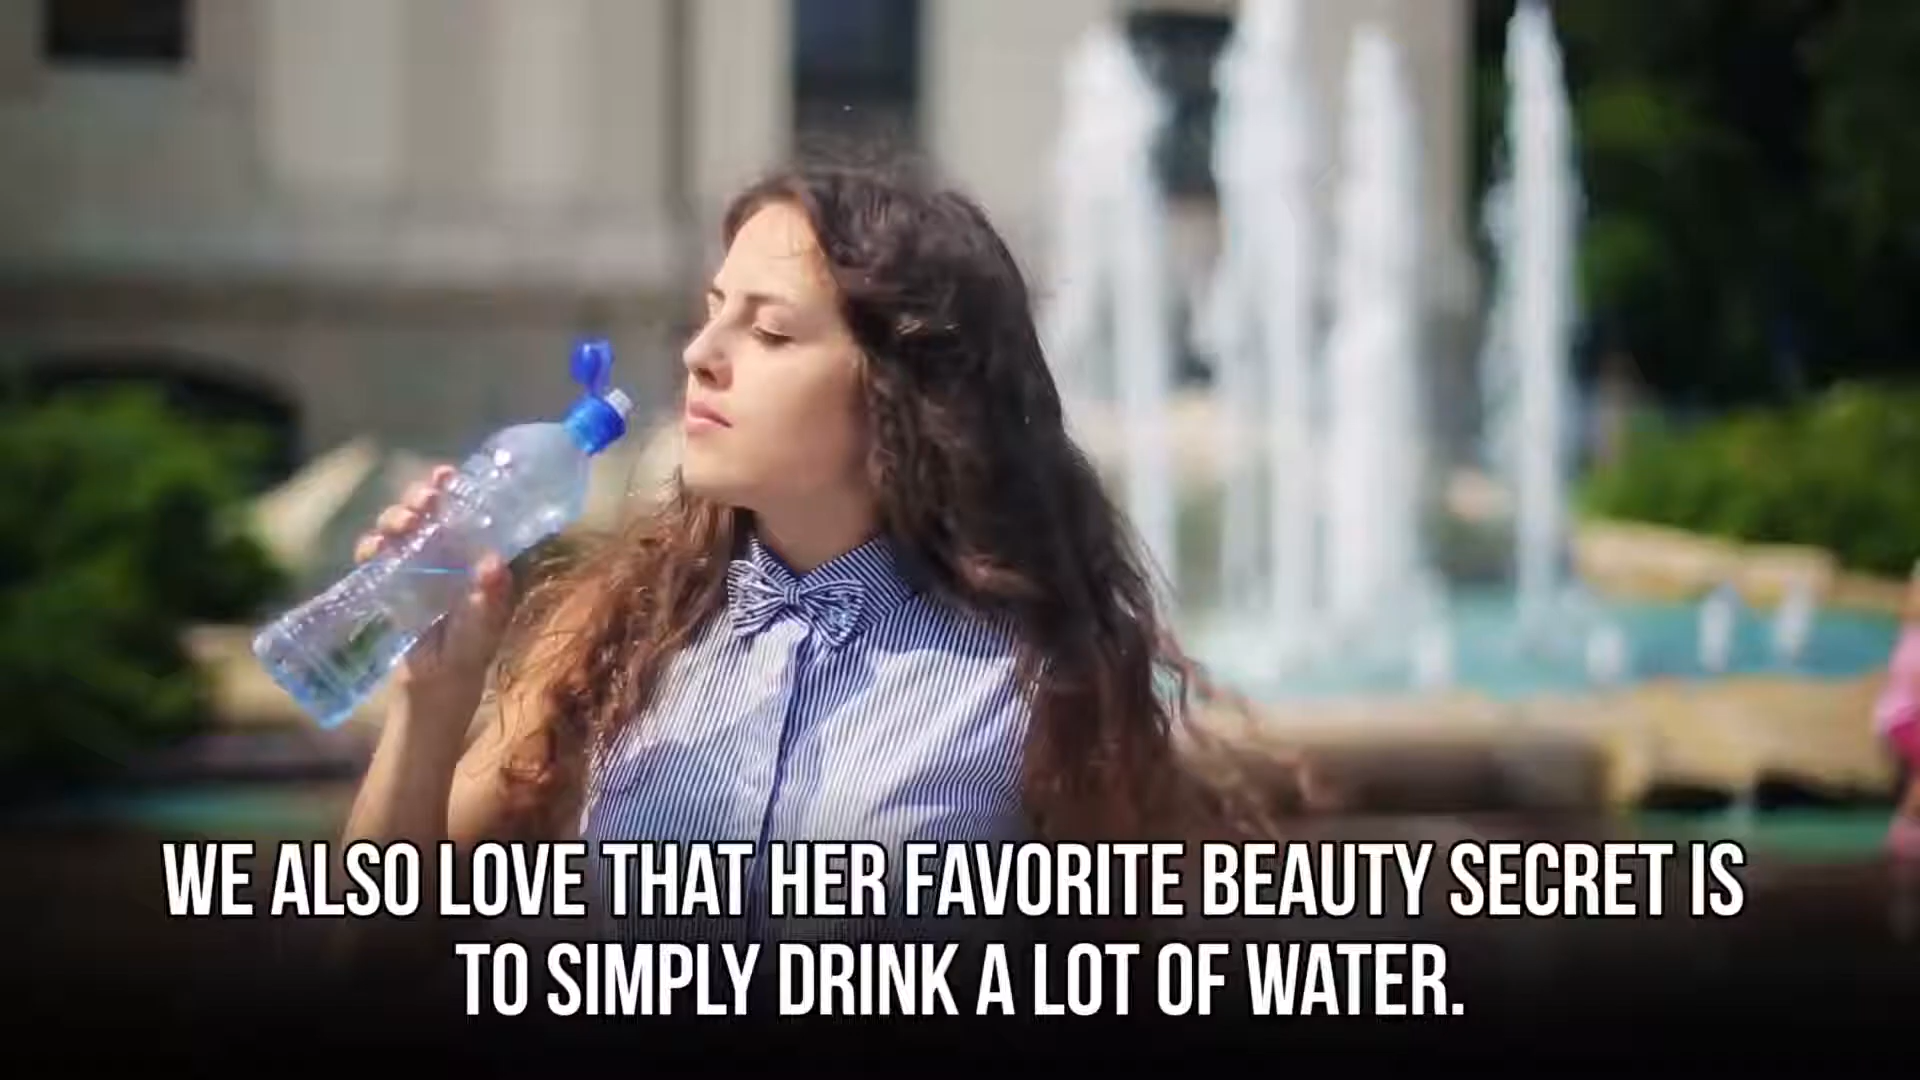 WE ALSO LOVE THAT HER FAVORITE BEAUTY SECRET IS
TO SIMPLY DRINK A LOT OF WATER.